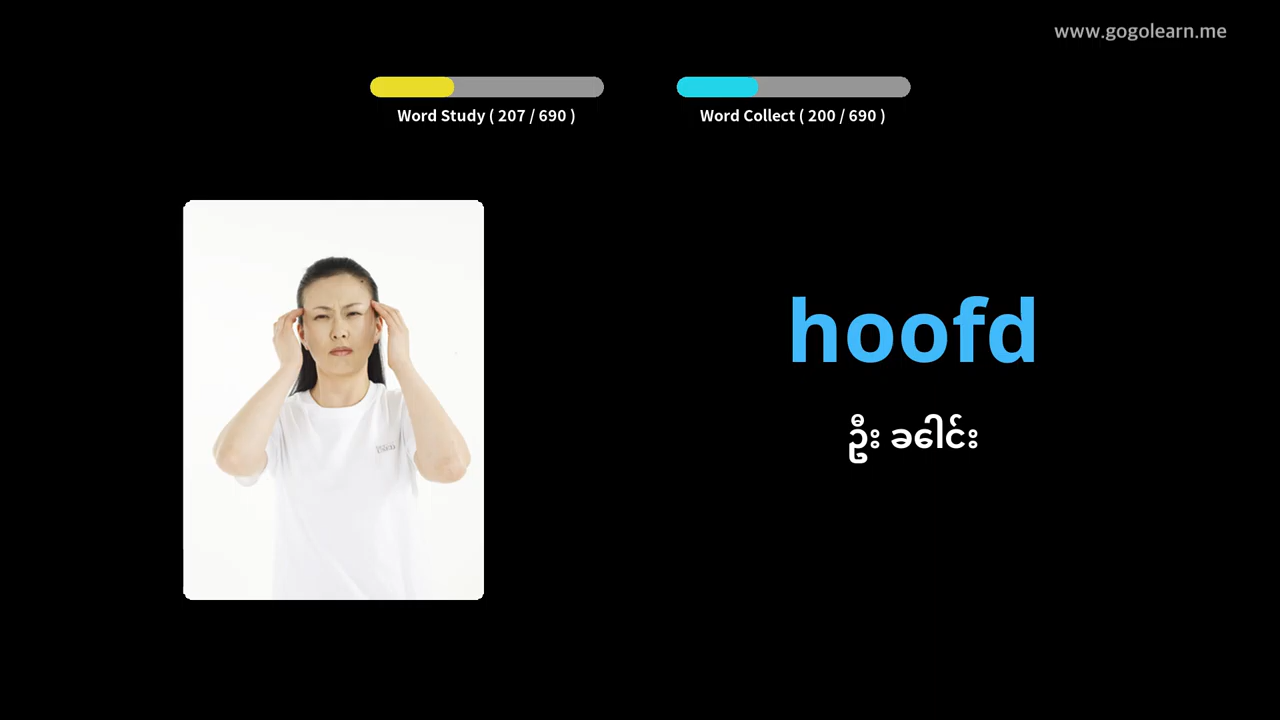 www.gogolearn.me
Word Study ( 207 / 690 )
Word Collect ( 200 / 690 )
hoofd
ဦး ခေါင်း